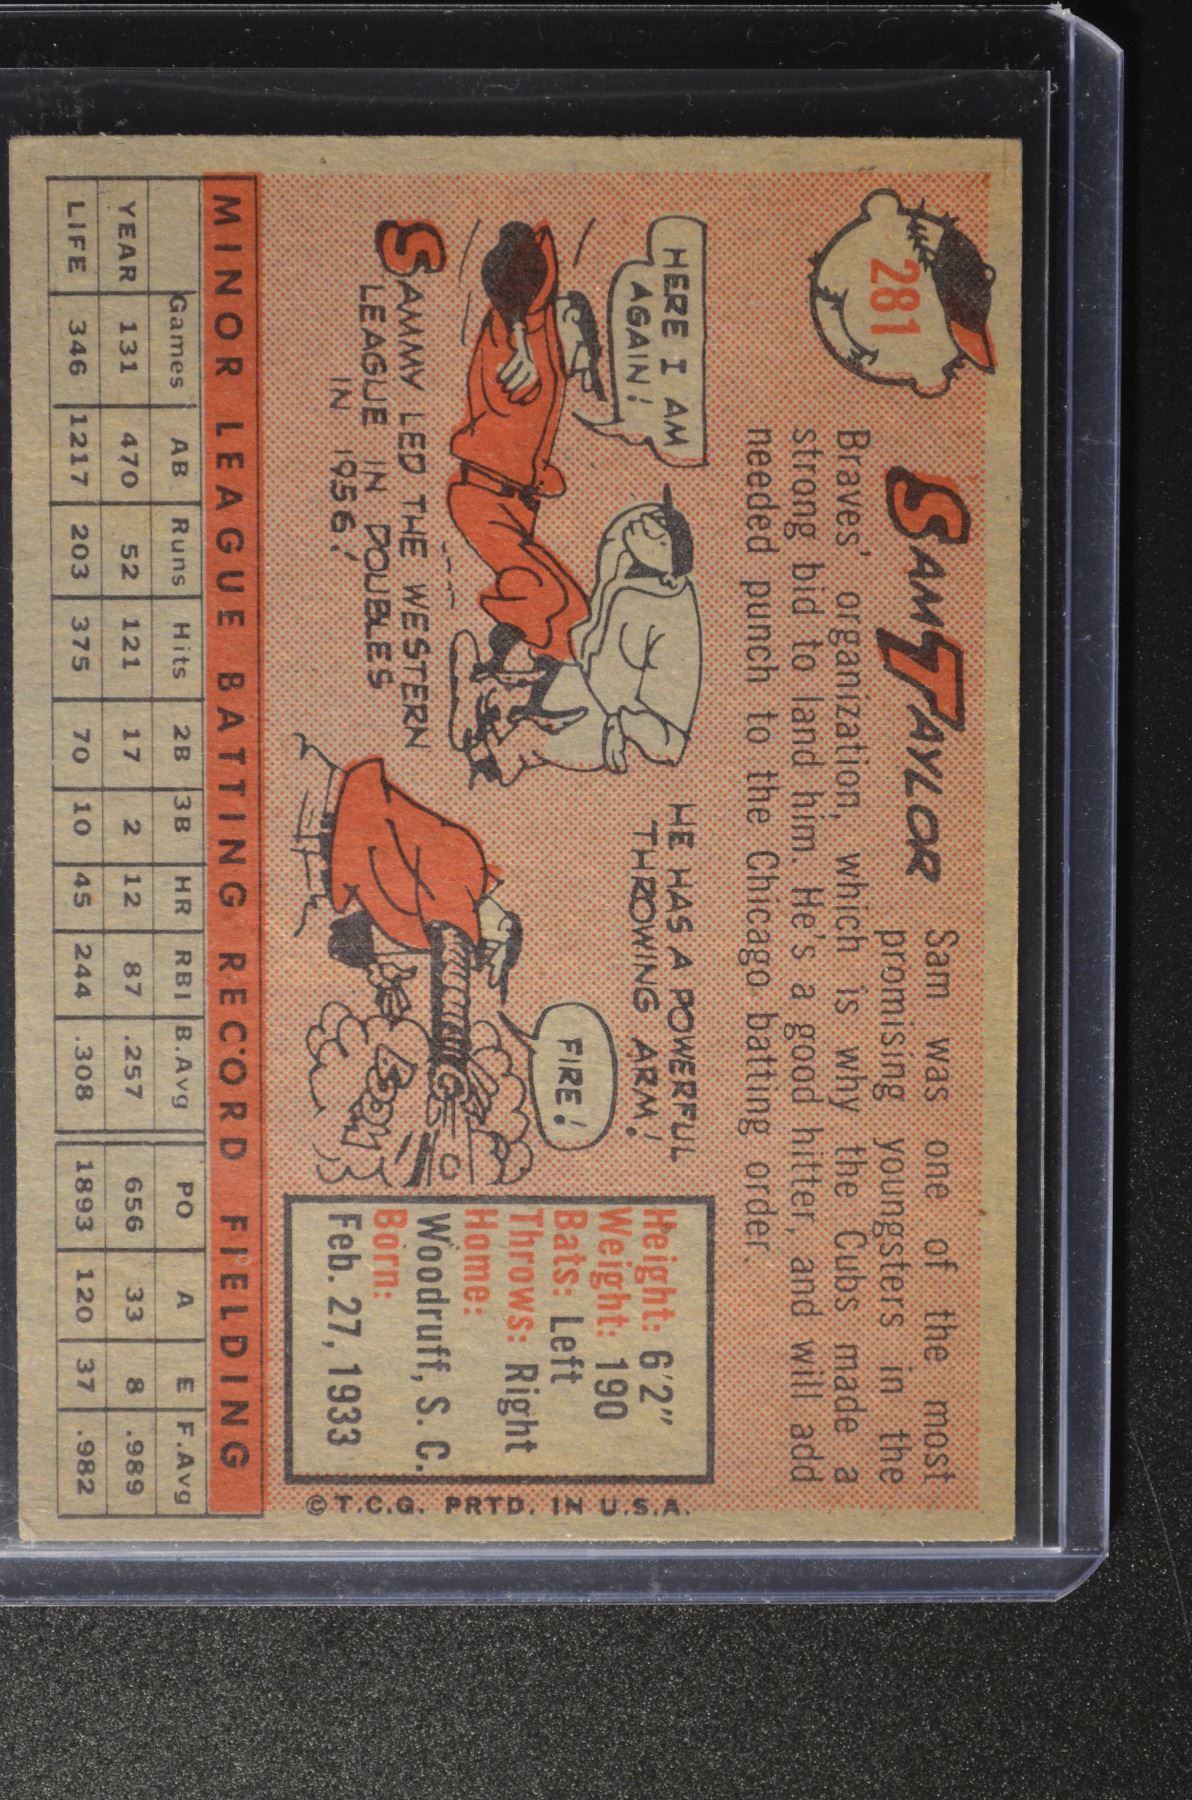 281
SAM TAYLOR
Sam was one of the most
promising youngsters in the
Braves' organization, which is why the Cubs made a
strong bid to land him. He's a good hitter, and will add
needed punch to the Chicago batting order.
HERE I AM
AGAIN!
SAMMY LED THE WESTERN
LEAGUE IN DOUBLES
IN 1956!
HE HAS A POWERFUL
THROWING ARM!
FIRE!
Height: 6'2"
Weight: 190
Bats: Left
Throws: Right
Home:
Woodruff, S. C.
Born:
Feb. 27, 1933
© T.C.G. PRTD. IN U.S.A.
MINOR LEAGUE BATTING RECORD FIELDING
Games AB Runs Hits 2B 3B HR RBI B.Avg PO A E F.Avg
YEAR 131 470 52 121 17 2 12 87 .257 656 33 8 .989
LIFE 346 1217 203 375 70 10 45 244 .308 1893 120 37 .982